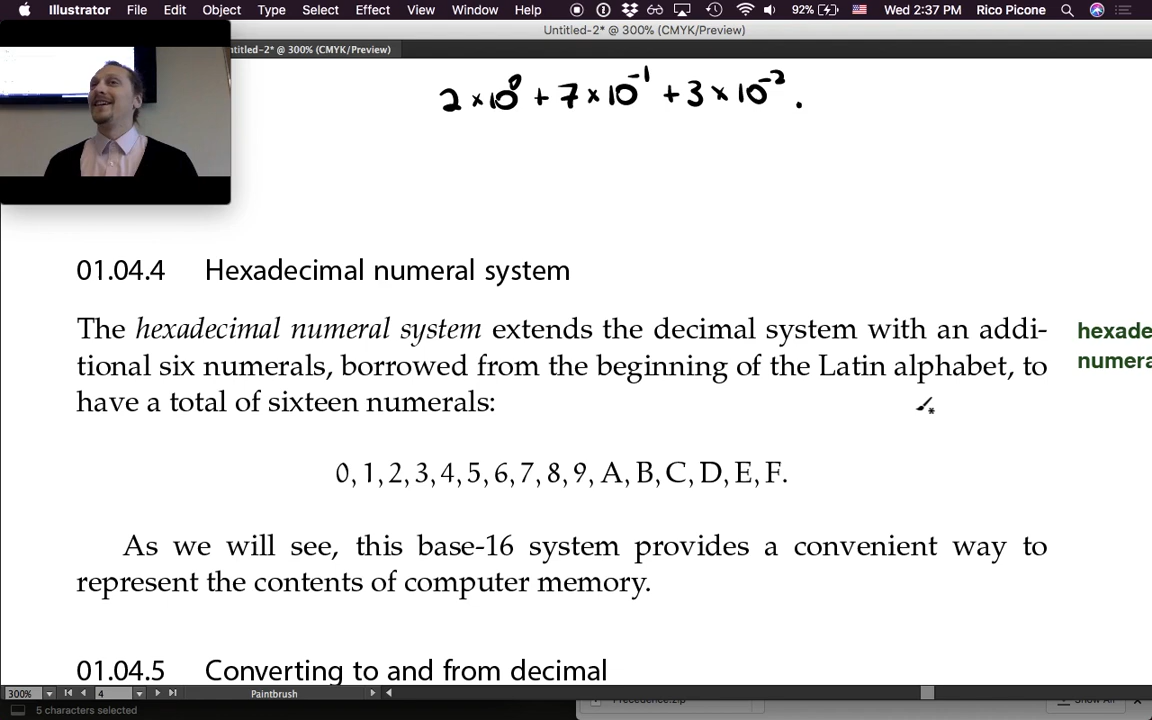 Illustrator File Edit Object Type Select Effect View Window Help 92% Wed 2:37 PM Rico Picone
Untitled-2* @ 300% (CMYK/Preview)
ntitled-2* @ 300% (CMYK/Preview)
2 × 10⁰ + 7 × 10⁻¹ + 3 × 10⁻² .
01.04.4 Hexadecimal numeral system
The hexadecimal numeral system extends the decimal system with an addi-
tional six numerals, borrowed from the beginning of the Latin alphabet, to
have a total of sixteen numerals:
hexade
numera
0, 1, 2, 3, 4, 5, 6, 7, 8, 9, A, B, C, D, E, F.
As we will see, this base-16 system provides a convenient way to
represent the contents of computer memory.
01.04.5 Converting to and from decimal
300% 4 Paintbrush
5 characters selected